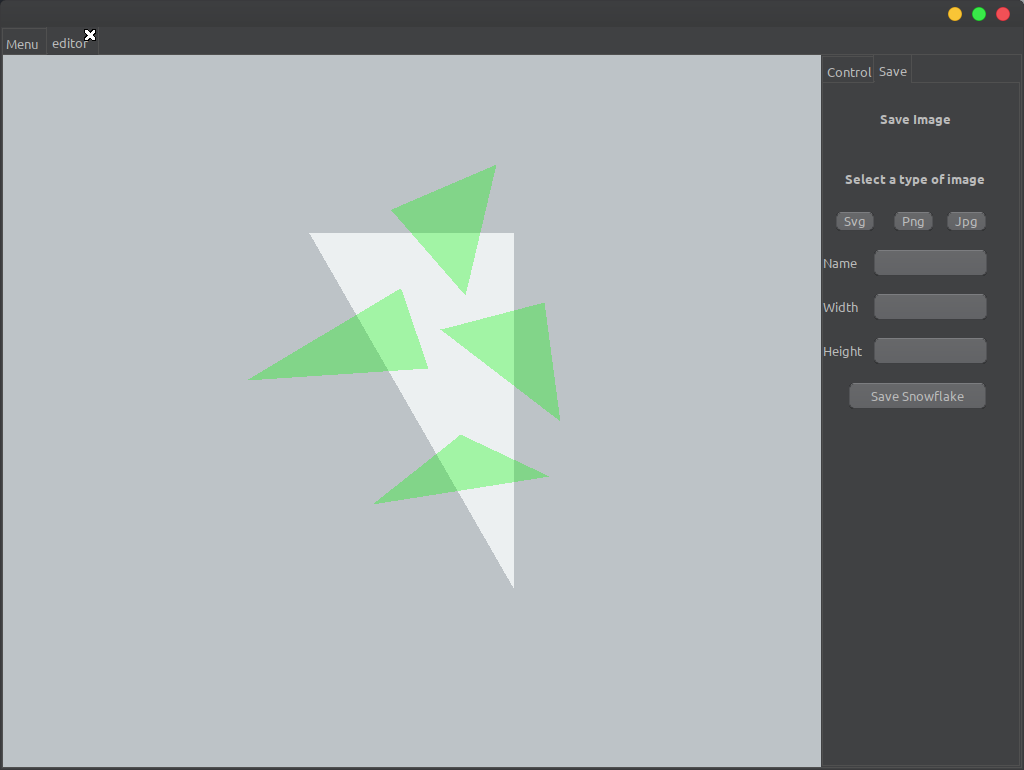 Menu
editor
Control
Save
Save Image
Select a type of image
Svg
Png
Jpg
Name
Width
Height
Save Snowflake